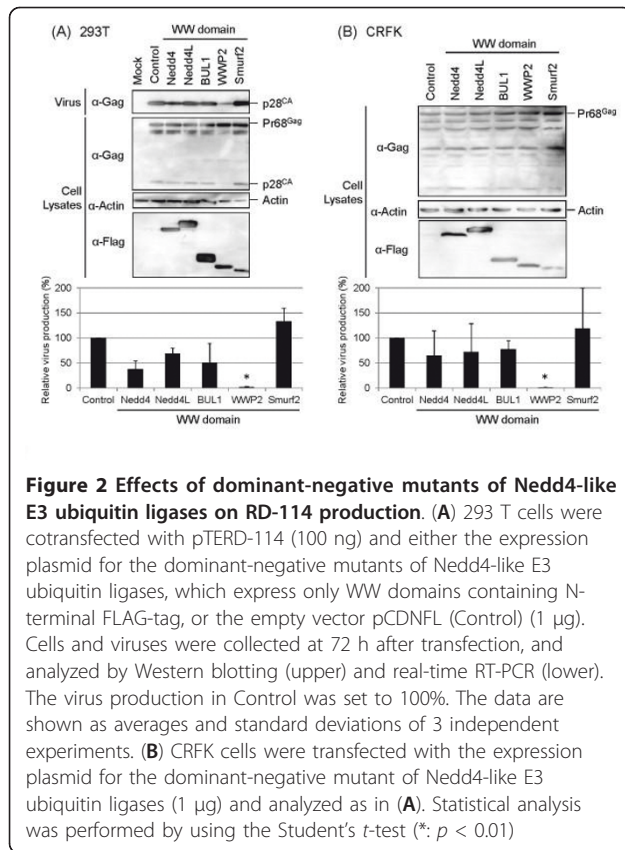 (A) 293T
WW domain
Mock
Control
Nedd4
Nedd4L
BUL1
WWP2
Smurf2
Virus
α-Gag
p28CA
Pr68Gag
α-Gag
p28CA
Cell
Lysates
α-Actin
Actin
α-Flag
Relative virus production (%)
200
150
100
50
0
*
Control Nedd4 Nedd4L BUL1 WWP2 Smurf2
WW domain
(B) CRFK
WW domain
Control
Nedd4
Nedd4L
BUL1
WWP2
Smurf2
Pr68Gag
α-Gag
Cell
Lysates
α-Actin
Actin
α-Flag
Relative virus production (%)
200
150
100
50
0
*
Control Nedd4 Nedd4L BUL1 WWP2 Smurf2
WW domain
Figure 2 Effects of dominant-negative mutants of Nedd4-like
E3 ubiquitin ligases on RD-114 production. (A) 293 T cells were
cotransfected with pTERD-114 (100 ng) and either the expression
plasmid for the dominant-negative mutants of Nedd4-like E3
ubiquitin ligases, which express only WW domains containing N-
terminal FLAG-tag, or the empty vector pCDNFL (Control) (1 μg).
Cells and viruses were collected at 72 h after transfection, and
analyzed by Western blotting (upper) and real-time RT-PCR (lower).
The virus production in Control was set to 100%. The data are
shown as averages and standard deviations of 3 independent
experiments. (B) CRFK cells were transfected with the expression
plasmid for the dominant-negative mutant of Nedd4-like E3
ubiquitin ligases (1 μg) and analyzed as in (A). Statistical analysis
was performed by using the Student's t-test (*: p < 0.01)